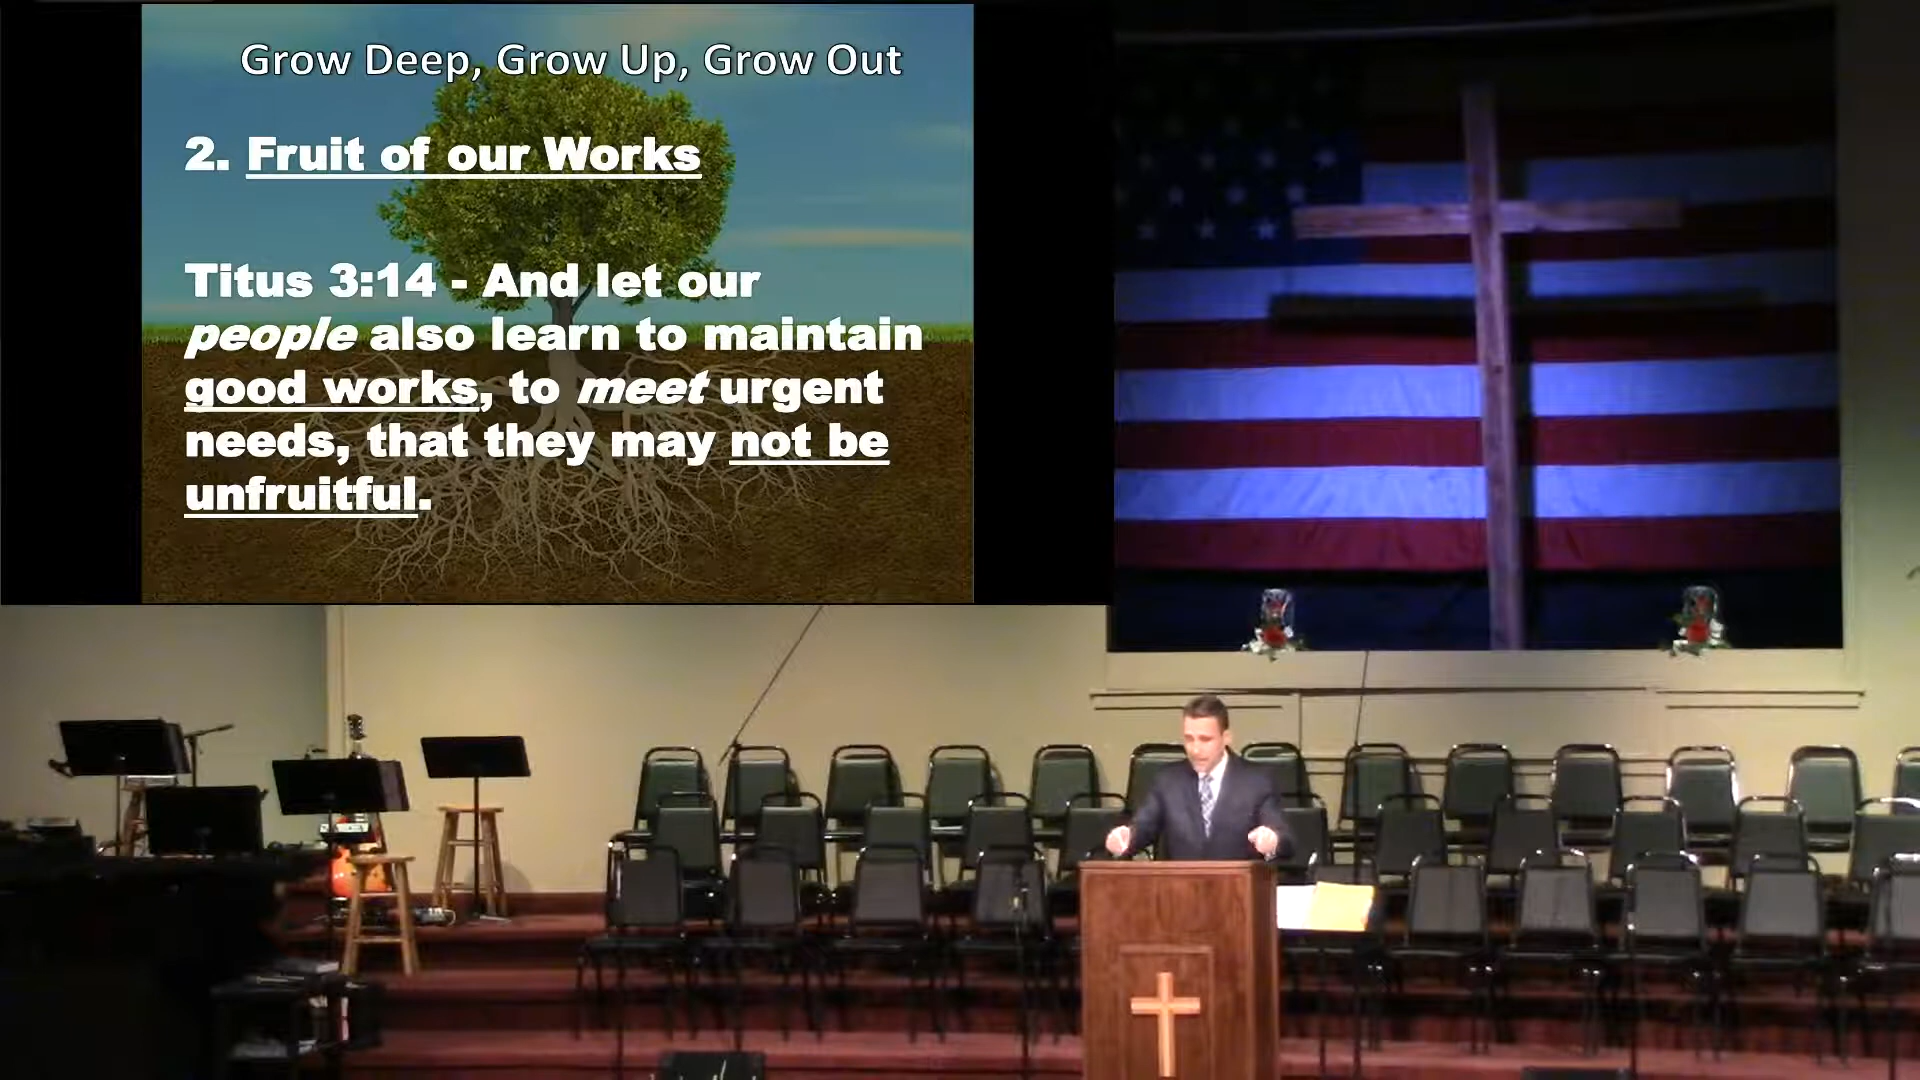 Grow Deep, Grow Up, Grow Out
2. Fruit of our Works
Titus 3:14 - And let our
people also learn to maintain
good works, to meet urgent
needs, that they may not be
unfruitful.